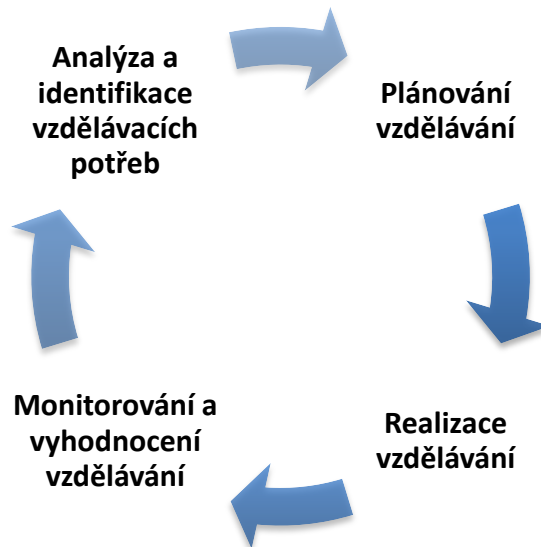 Analýza a
identifikace
vzdělávacích
potřeb
Plánování
vzdělávání
Realizace
vzdělávání
Monitorování a
vyhodnocení
vzdělávání